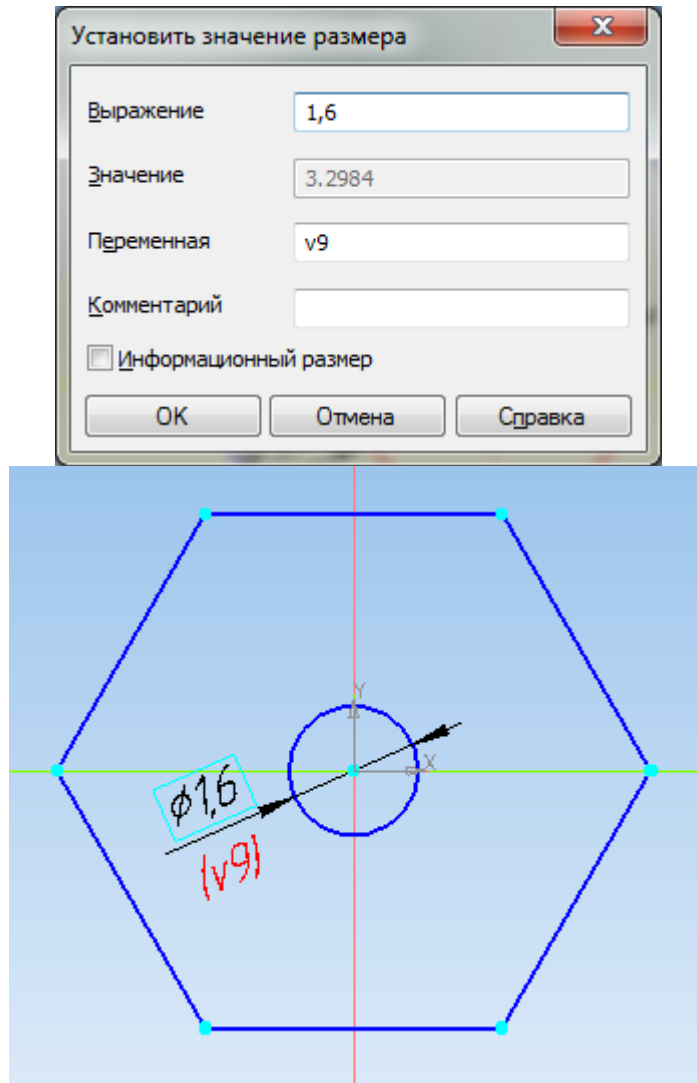 Установить значение размера
Выражение 1,6
Значение 3.2984
Переменная v9
Комментарий
Информационный размер
OK Отмена Справка
Y
X
ϕ1,6
(v9)